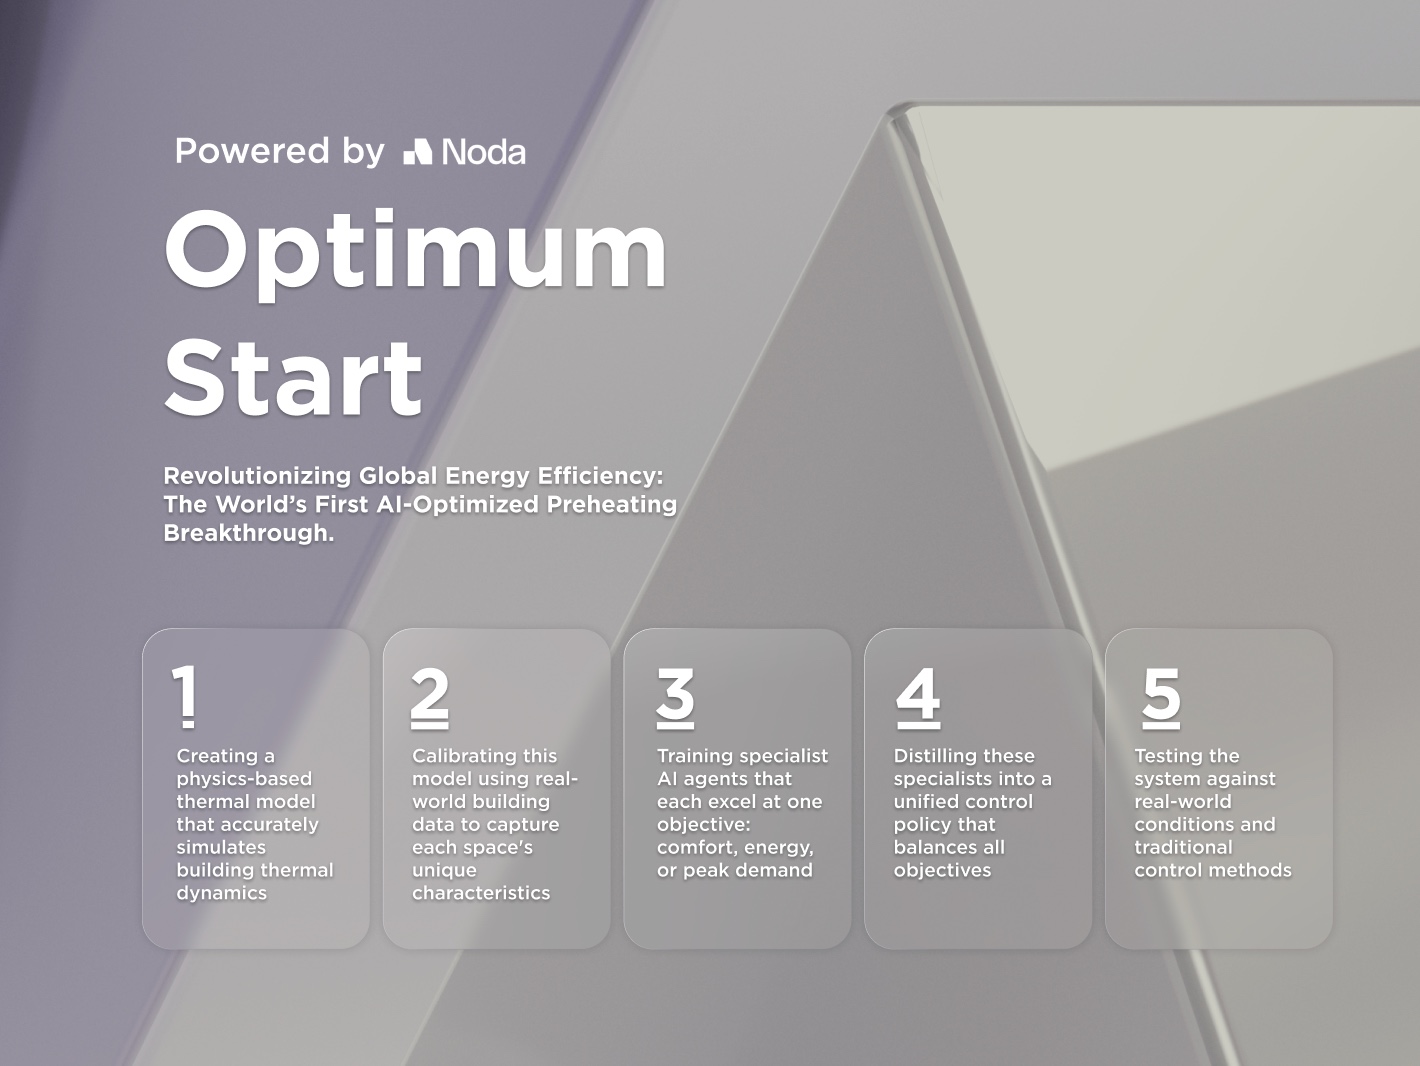 Powered by Noda
Optimum
Start
Revolutionizing Global Energy Efficiency:
The World’s First AI-Optimized Preheating
Breakthrough.
1
Creating a
physics-based
thermal model
that accurately
simulates
building thermal
dynamics
2
Calibrating this
model using real-
world building
data to capture
each space's
unique
characteristics
3
Training specialist
AI agents that
each excel at one
objective:
comfort, energy,
or peak demand
4
Distilling these
specialists into a
unified control
policy that
balances all
objectives
5
Testing the
system against
real-world
conditions and
traditional
control methods